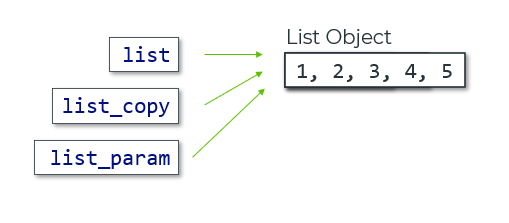 List Object
list
1, 2, 3, 4, 5
list_copy
list_param